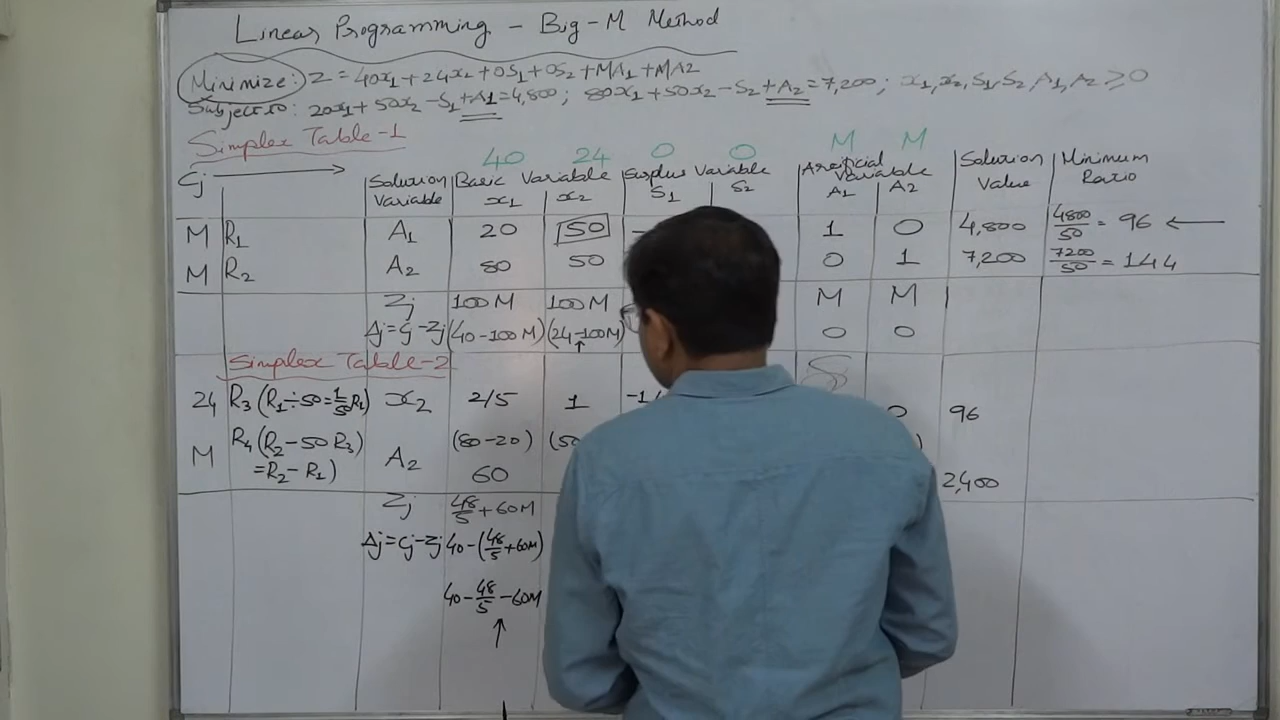 Linear Programming - Big-M Method
Minimize: Z = 40x1 + 24x2 + 0S1 + 0S2 + MA1 + MA2
Subject to: 20x1 + 50x2 - S1 + A1 = 4,800; 80x1 + 50x2 - S2 + A2 = 7,200; x1, x2, S1, S2, A1, A2 ≥ 0
Simplex Table-1
40 24 0 0 M M
Cj → Solution Variable Basic Variable Surplus Variable Artificial Variable Solution Value Minimum Ratio
x1 x2 S1 S2 A1 A2
M R1 A1 20 50 - 1 0 4,800 4800/50 = 96 ←
M R2 A2 80 50 0 1 7,200 7200/50 = 144
Zj 100M 100M M M
Δj = Cj - Zj (40-100M) (24-100M) 0 0
↑
Simplex Table-2
24 R3 (R1 ÷ 50 = 1/50 R1) x2 2/5 1 -1/ 0 96
M R4 (R2 - 50 R3) = R2 - R1) A2 (80-20) (50
60 2,400
Zj 48/5 + 60M
Δj = Cj - Zj 40 - (48/5 + 60M)
40 - 48/5 - 60M
↑